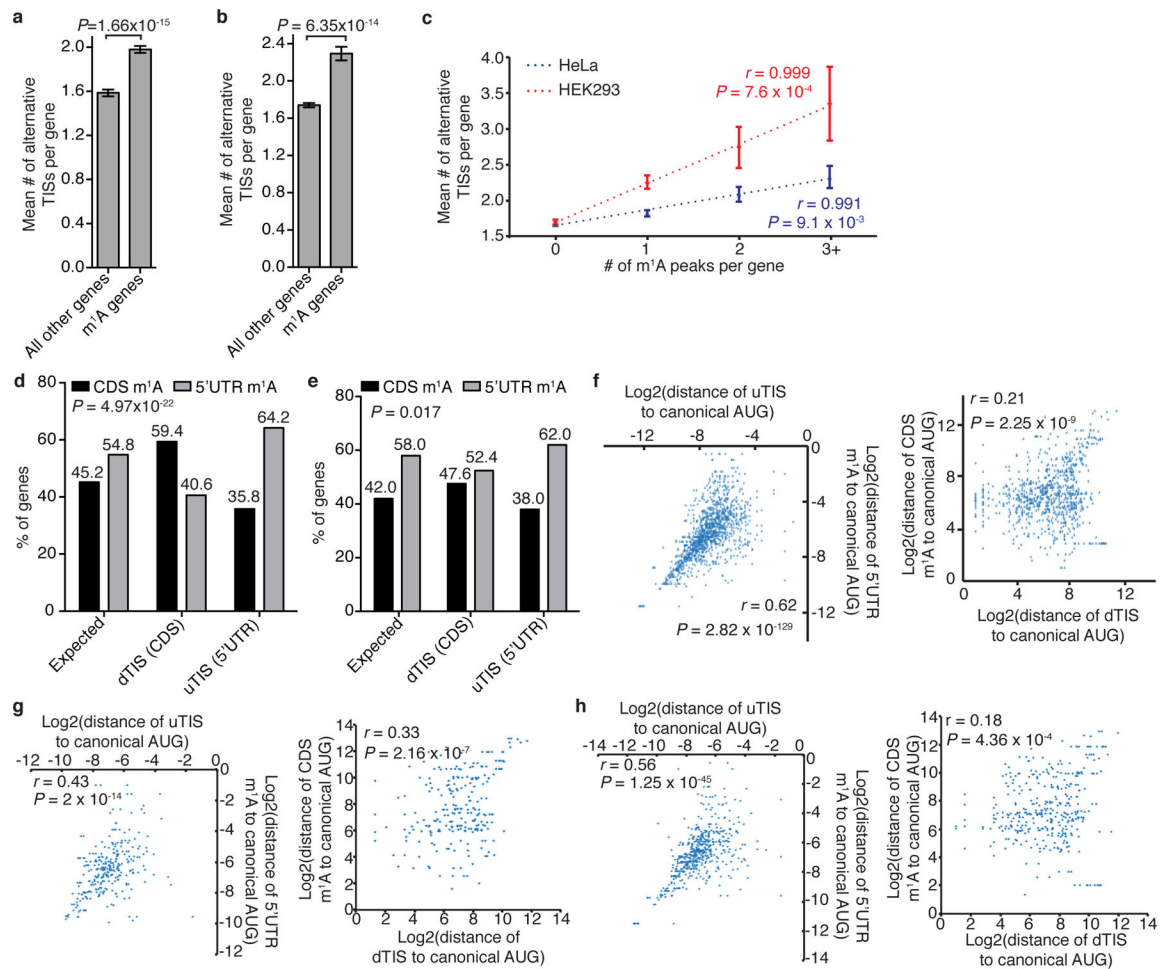 a
P=1.66x10-15
2.0
1.6
1.2
0.8
0.4
0.0
Mean # of alternative
TISs per gene
All other genes
m1A genes
b
P = 6.35x10-14
2.4
2.0
1.6
1.2
0.8
0.4
0.0
Mean # of alternative
TISs per gene
All other genes
m1A genes
c
HeLa
HEK293
r = 0.999
P = 7.6 x 10-4
r = 0.991
P = 9.1 x 10-3
4.0
3.5
3.0
2.5
2.0
1.5
Mean # of alternative
TISs per gene
0 1 2 3+
# of m1A peaks per gene
d
CDS m1A 5'UTR m1A
P = 4.97x10-22
80
60
40
20
0
% of genes
45.2 54.8 59.4 40.6 35.8 64.2
Expected
dTIS (CDS)
uTIS (5'UTR)
e
CDS m1A 5'UTR m1A
P = 0.017
80
60
40
20
0
% of genes
42.0 58.0 47.6 52.4 38.0 62.0
Expected
dTIS (CDS)
uTIS (5'UTR)
f
Log2(distance of uTIS
to canonical AUG)
-12 -8 -4 0
0
-4
-8
-12
Log2(distance of 5'UTR
m1A to canonical AUG)
r = 0.62
P = 2.82 x 10-129
r = 0.21
P = 2.25 x 10-9
12
8
4
0
Log2(distance of CDS
m1A to canonical AUG)
0 4 8 12
Log2(distance of dTIS
to canonical AUG)
g
Log2(distance of uTIS
to canonical AUG)
-12 -10 -8 -6 -4 -2 0
r = 0.43
P = 2 x 10-14
0
-2
-4
-6
-8
-10
-12
Log2(distance of 5'UTR
m1A to canonical AUG)
r = 0.33
P = 2.16 x 10-7
14
12
10
8
6
4
2
0
Log2(distance of CDS
m1A to canonical AUG)
0 2 4 6 8 10 12 14
Log2(distance of
dTIS to canonical AUG)
h
Log2(distance of uTIS
to canonical AUG)
-14 -12 -10 -8 -6 -4 -2 0
r = 0.56
P = 1.25 x 10-45
0
-2
-4
-6
-8
-10
-12
-14
Log2(distance of 5'UTR
m1A to canonical AUG)
r = 0.18
P = 4.36 x 10-4
14
12
10
8
6
4
2
0
Log2(distance of CDS
m1A to canonical AUG)
0 2 4 6 8 10 12 14
Log2(distance of dTIS
to canonical AUG)